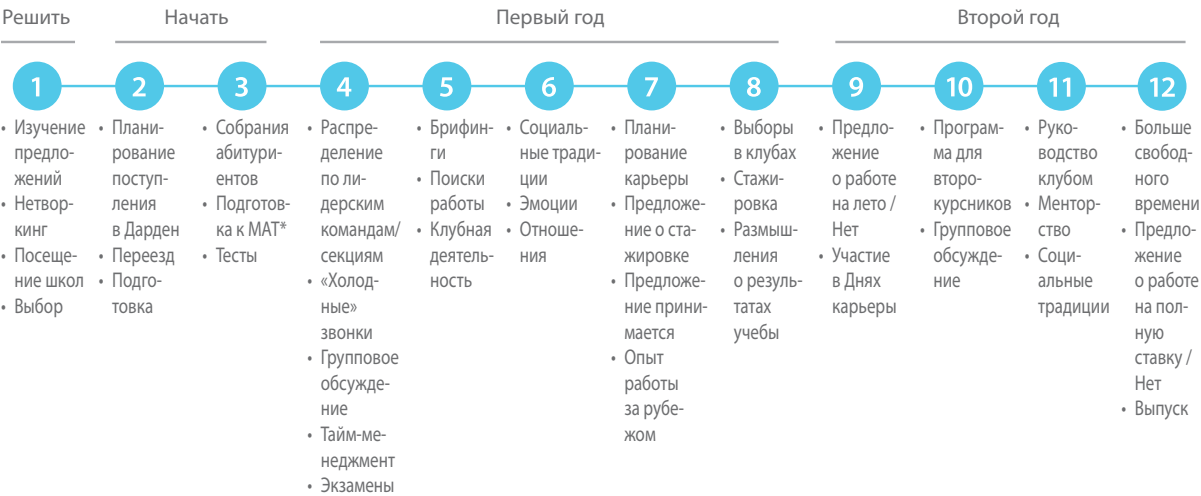 Решить
Начать
Первый год
Второй год
1
2
3
4
5
6
7
8
9
10
11
12
• Изучение
предло-
жений
• Нетвор-
кинг
• Посеще-
ние школ
• Выбор
• Плани-
рование
поступ-
ления
в Дарден
• Переезд
• Подго-
товка
• Собрания
абитури-
ентов
• Подготов-
ка к МАТ*
• Тесты
• Распре-
деление
по ли-
дерским
командам/
секциям
• «Холод-
ные»
звонки
• Групповое
обсужде-
ние
• Тайм-ме-
неджмент
• Экзамены
• Брифин-
ги
• Поиски
работы
• Клубная
деятель-
ность
• Социаль-
ные тради-
ции
• Эмоции
• Отноше-
ния
• Плани-
рование
карьеры
• Предложе-
ние о ста-
жировке
• Предложе-
ние прини-
мается
• Опыт
работы
за рубе-
жом
• Выборы
в клубах
• Стажи-
ровка
• Размыш-
ления
о резуль-
татах
учебы
• Предло-
жение
о работе
на лето /
Нет
• Участие
в Днях
карьеры
• Програм-
ма для
второ-
курсников
• Групповое
обсужде-
ние
• Руко-
водство
клубом
• Ментор-
ство
• Соци-
альные
традиции
• Больше
свобод-
ного
времени
• Предло-
жение
о работе
на пол-
ную
ставку /
Нет
• Выпуск